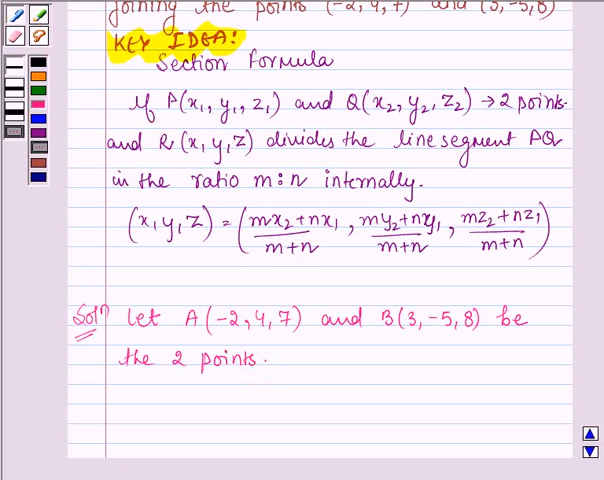 joining the points (-2,4,7) and (3,-5,8)
KEY IDEA:
Section Formula
If P(x₁, y₁, z₁) and Q(x₂, y₂, z₂) → 2 points.
and R(x,y,z) divides the line segment PQ
in the ratio m:n internally.
(x,y,z) = (mx₂+nx₁/m+n, my₂+ny₁/m+n, mz₂+nz₁/m+n)
Solⁿ Let A(-2,4,7) and B(3,-5,8) be
the 2 points.